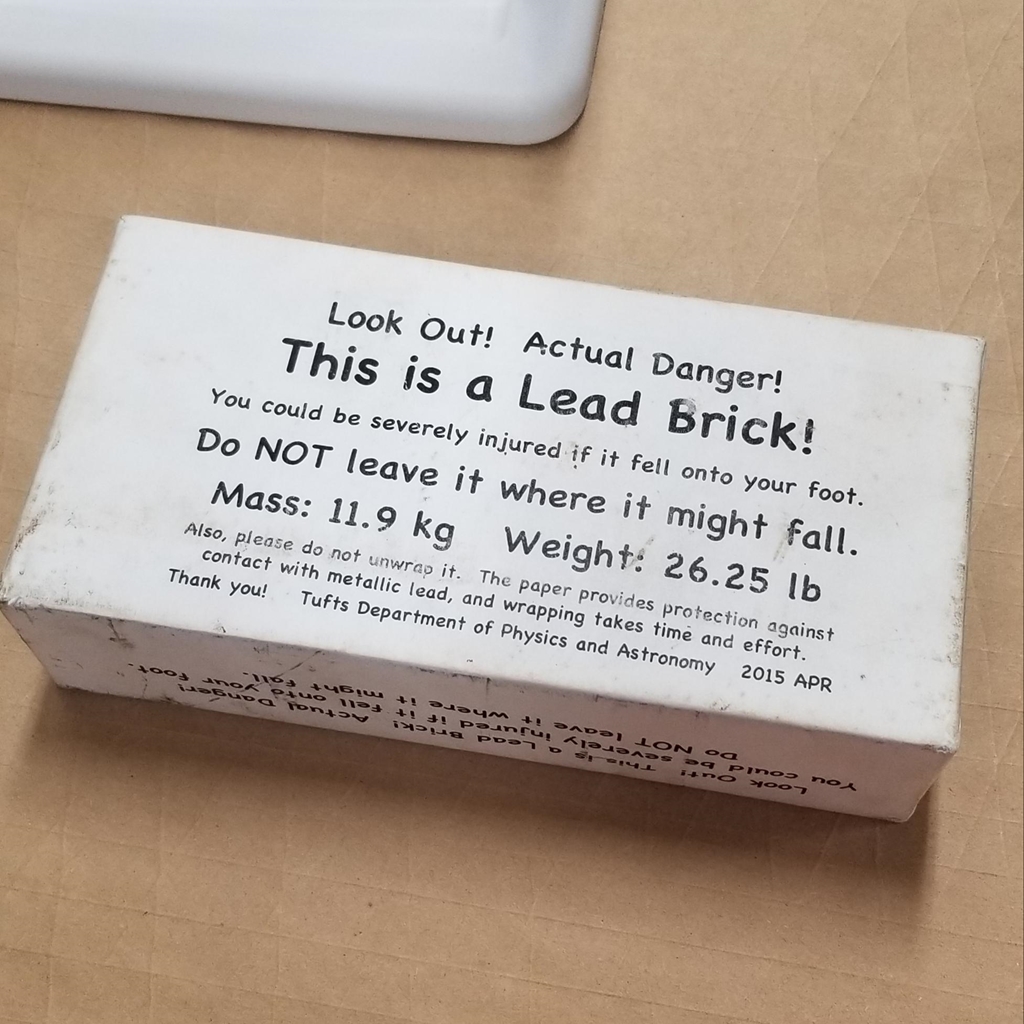 Look Out! Actual Danger!
This is a Lead Brick!
You could be severely injured if it fell onto your foot.
Do NOT leave it where it might fall.
Mass: 11.9 kg Weight: 26.25 lb
Also, please do not unwrap it. The paper provides protection against
contact with metallic lead, and wrapping takes time and effort.
Thank you! Tufts Department of Physics and Astronomy 2015 APR
Look Out! This is a Lead Brick! Actual Danger!
You could be severely injured if it fell onto your foot.
Do NOT leave it where it might fall.